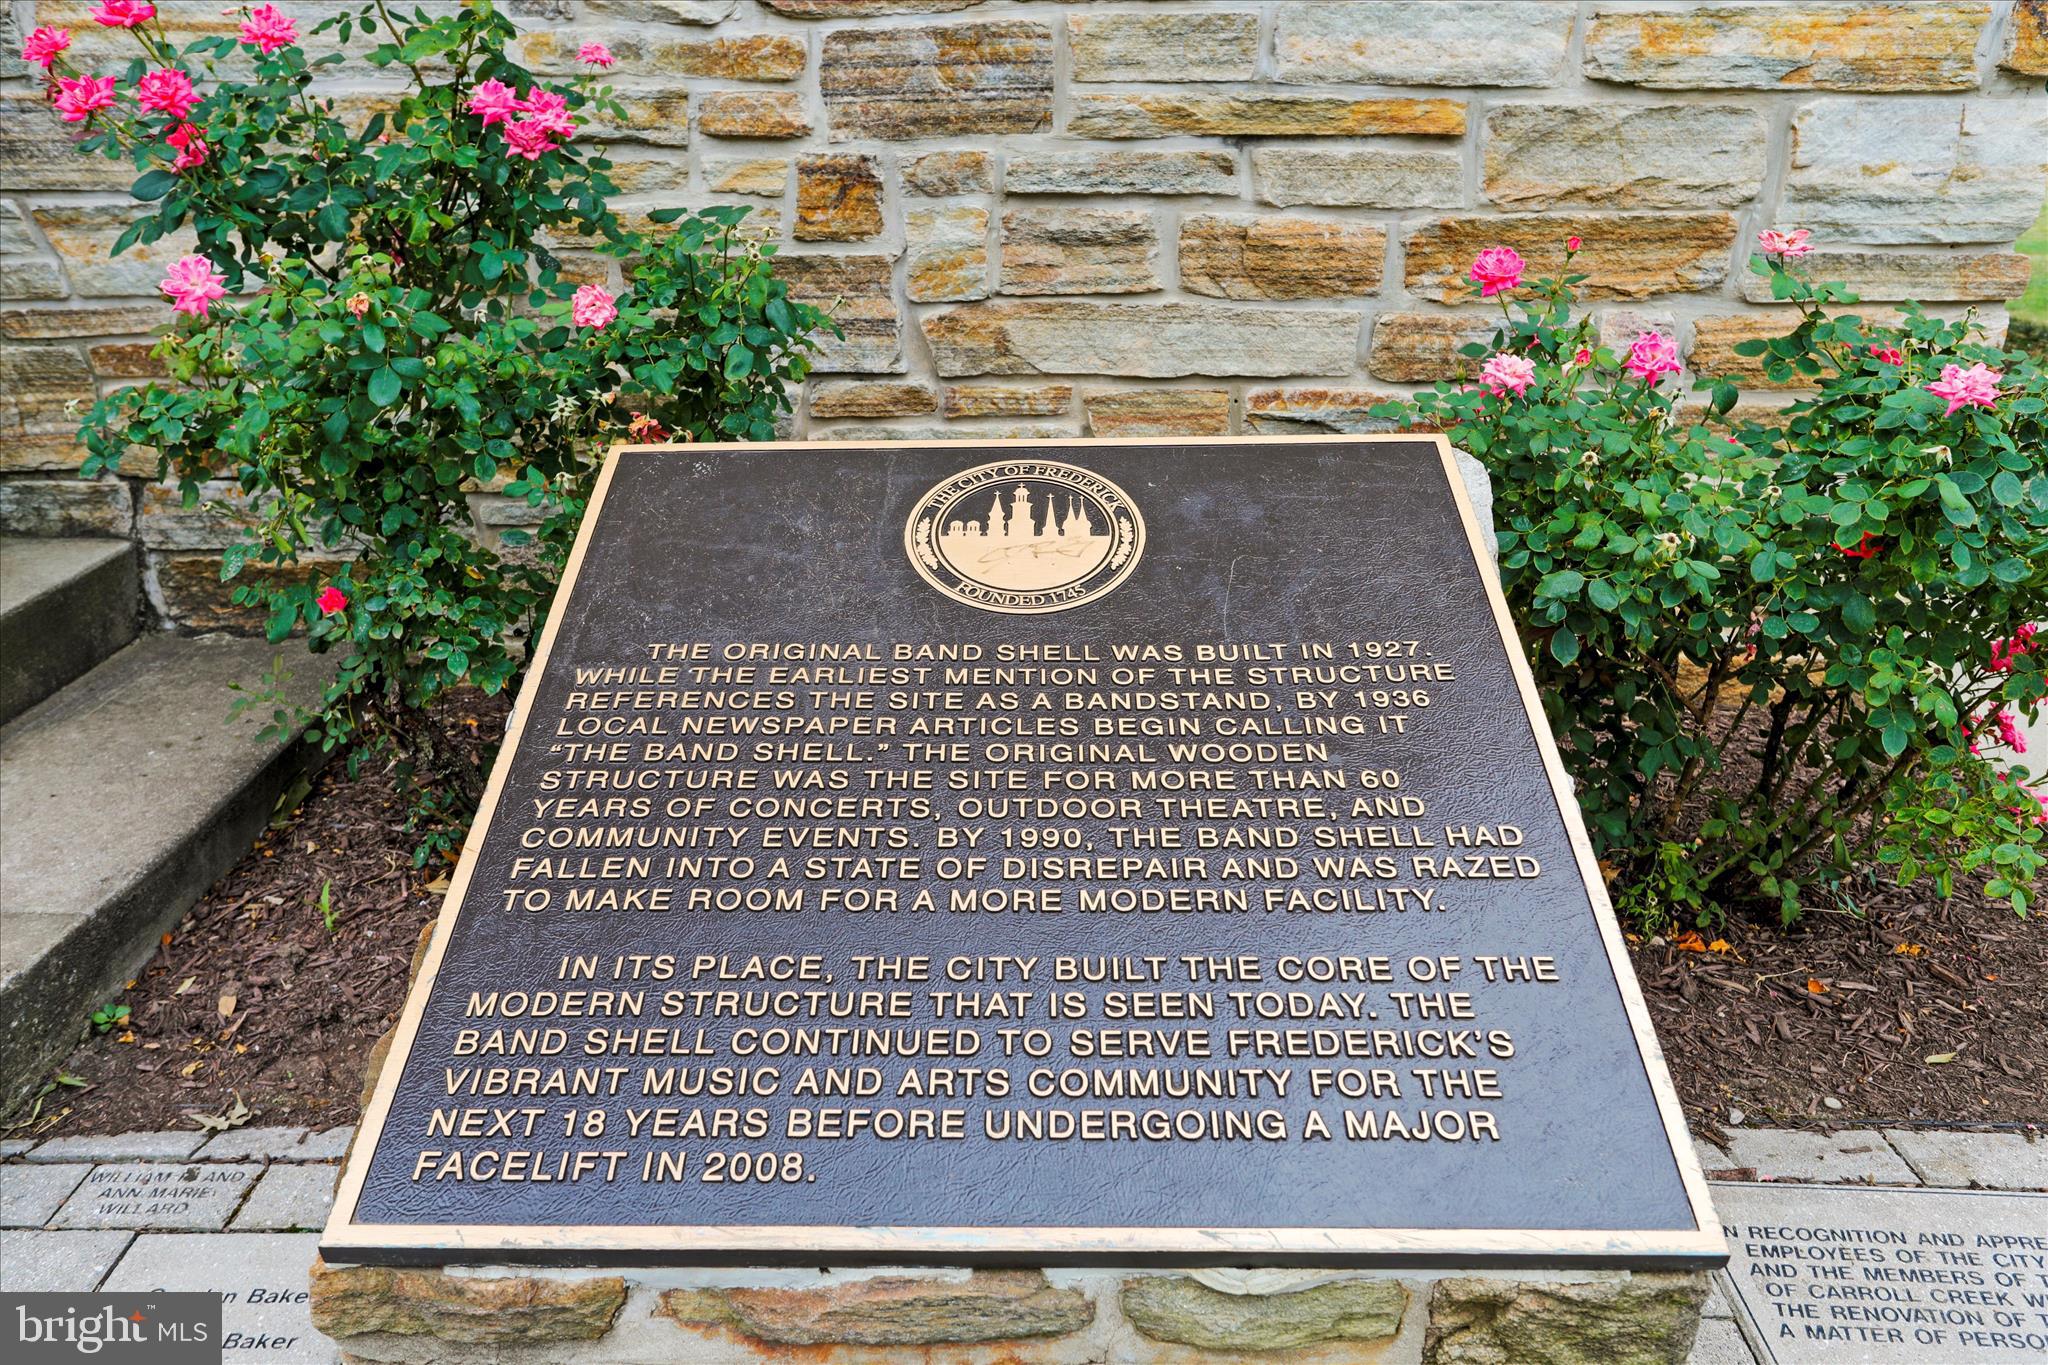 THE CITY OF FREDERICK
FOUNDED 1745
THE ORIGINAL BAND SHELL WAS BUILT IN 1927.
WHILE THE EARLIEST MENTION OF THE STRUCTURE
REFERENCES THE SITE AS A BANDSTAND, BY 1936
LOCAL NEWSPAPER ARTICLES BEGIN CALLING IT
“THE BAND SHELL.” THE ORIGINAL WOODEN
STRUCTURE WAS THE SITE FOR MORE THAN 60
YEARS OF CONCERTS, OUTDOOR THEATRE, AND
COMMUNITY EVENTS. BY 1990, THE BAND SHELL HAD
FALLEN INTO A STATE OF DISREPAIR AND WAS RAZED
TO MAKE ROOM FOR A MORE MODERN FACILITY.
IN ITS PLACE, THE CITY BUILT THE CORE OF THE
MODERN STRUCTURE THAT IS SEEN TODAY. THE
BAND SHELL CONTINUED TO SERVE FREDERICK’S
VIBRANT MUSIC AND ARTS COMMUNITY FOR THE
NEXT 18 YEARS BEFORE UNDERGOING A MAJOR
FACELIFT IN 2008.
WILLIAM AND
ANN MARIE
WILLARD
Baker
RECOGNITION AND
EMPLOYEES OF THE CITY
AND THE MEMBERS OF
OF CARROLL CREEK
THE RENOVATION OF
A MATTER OF
bright™ MLS